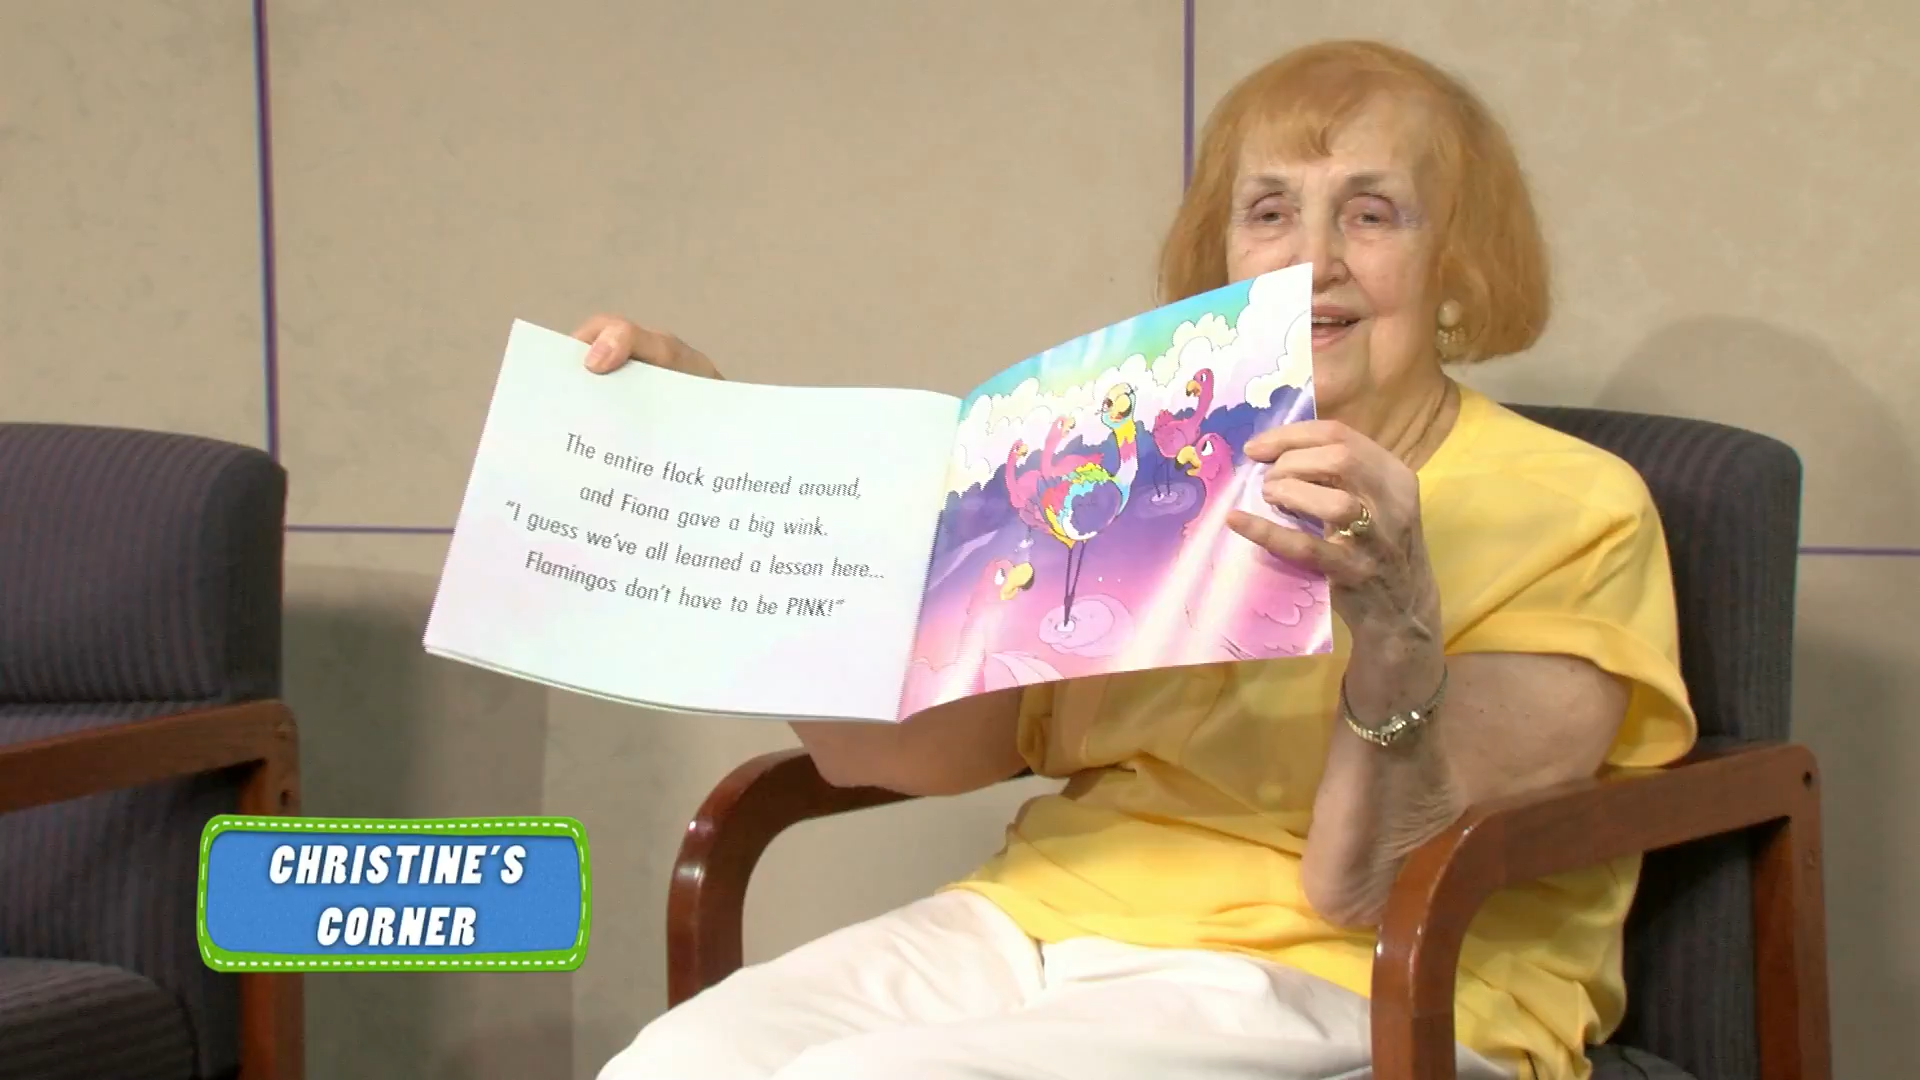 The entire flock gathered around,
and Fiona gave a big wink.
"I guess we've all learned a lesson here...
Flamingos don't have to be PINK!"
CHRISTINE'S
CORNER